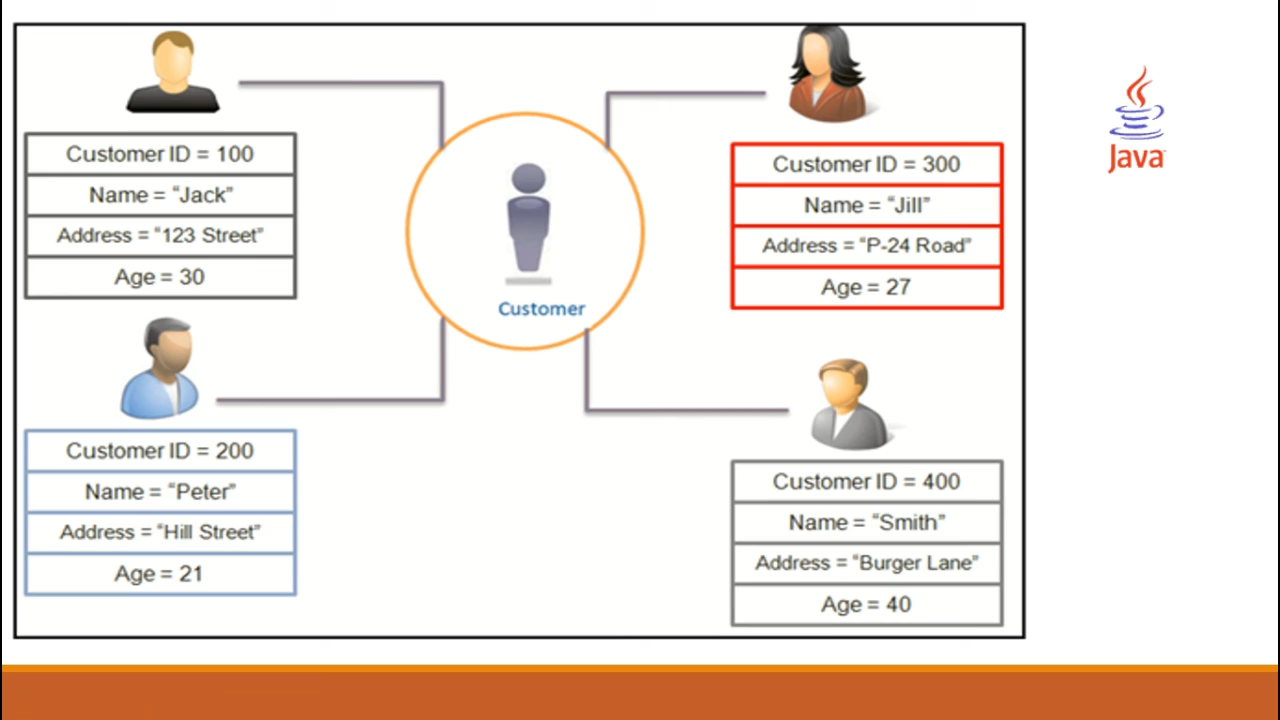 Customer ID = 100
Name = “Jack”
Address = “123 Street”
Age = 30
Customer
Customer ID = 300
Name = “Jill”
Address = “P-24 Road”
Age = 27
Java
Customer ID = 200
Name = “Peter”
Address = “Hill Street”
Age = 21
Customer ID = 400
Name = “Smith”
Address = “Burger Lane”
Age = 40